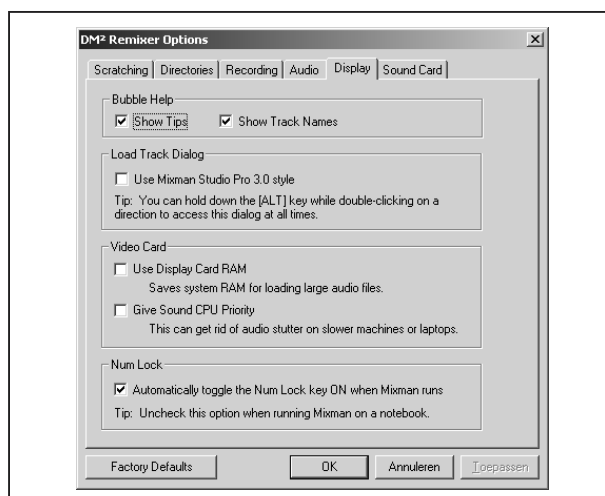 DM² Remixer Options
Scratching Directories Recording Audio Display Sound Card
Bubble Help
Show Tips Show Track Names
Load Track Dialog
Use Mixman Studio Pro 3.0 style
Tip: You can hold down the [ALT] key while double-clicking on a
direction to access this dialog at all times.
Video Card
Use Display Card RAM
Saves system RAM for loading large audio files.
Give Sound CPU Priority
This can get rid of audio stutter on slower machines or laptops.
Num Lock
Automatically toggle the Num Lock key ON when Mixman runs
Tip: Uncheck this option when running Mixman on a notebook.
Factory Defaults OK Annuleren Toepassen